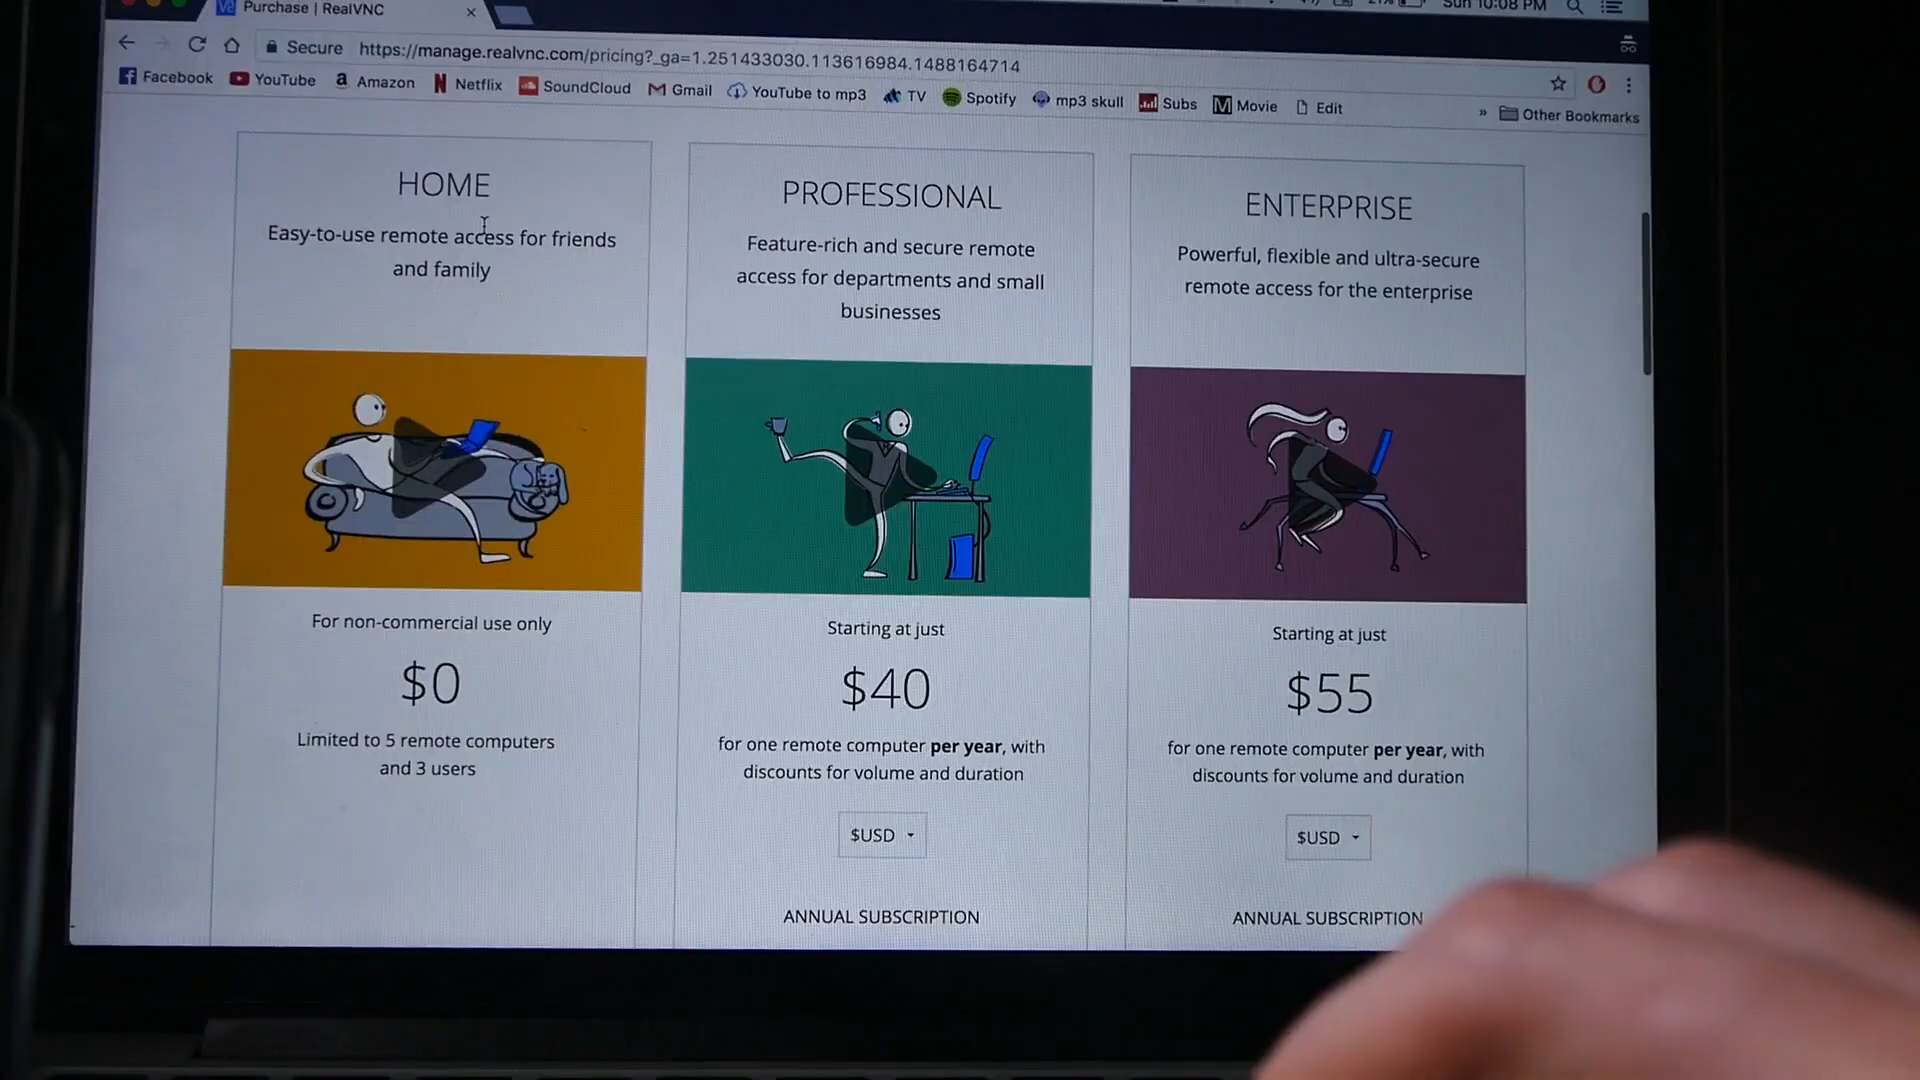 Purchase | RealVNC
Sun 10:08 PM
Secure https://manage.realvnc.com/pricing?_ga=1.251433030.113616984.1488164714
Facebook YouTube Amazon Netflix SoundCloud Gmail YouTube to mp3 TV Spotify mp3 skull Subs Movie Edit » Other Bookmarks
HOME
Easy-to-use remote access for friends
and family
For non-commercial use only
$0
Limited to 5 remote computers
and 3 users
PROFESSIONAL
Feature-rich and secure remote
access for departments and small
businesses
Starting at just
$40
for one remote computer per year, with
discounts for volume and duration
$USD
ANNUAL SUBSCRIPTION
ENTERPRISE
Powerful, flexible and ultra-secure
remote access for the enterprise
Starting at just
$55
for one remote computer per year, with
discounts for volume and duration
$USD
ANNUAL SUBSCRIPTION